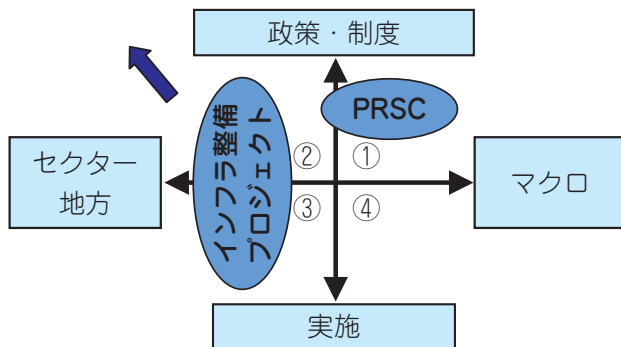 政策・制度
PRSC
インフラ整備
プロジェクト
②
①
セクター
地方
マクロ
③
④
実施